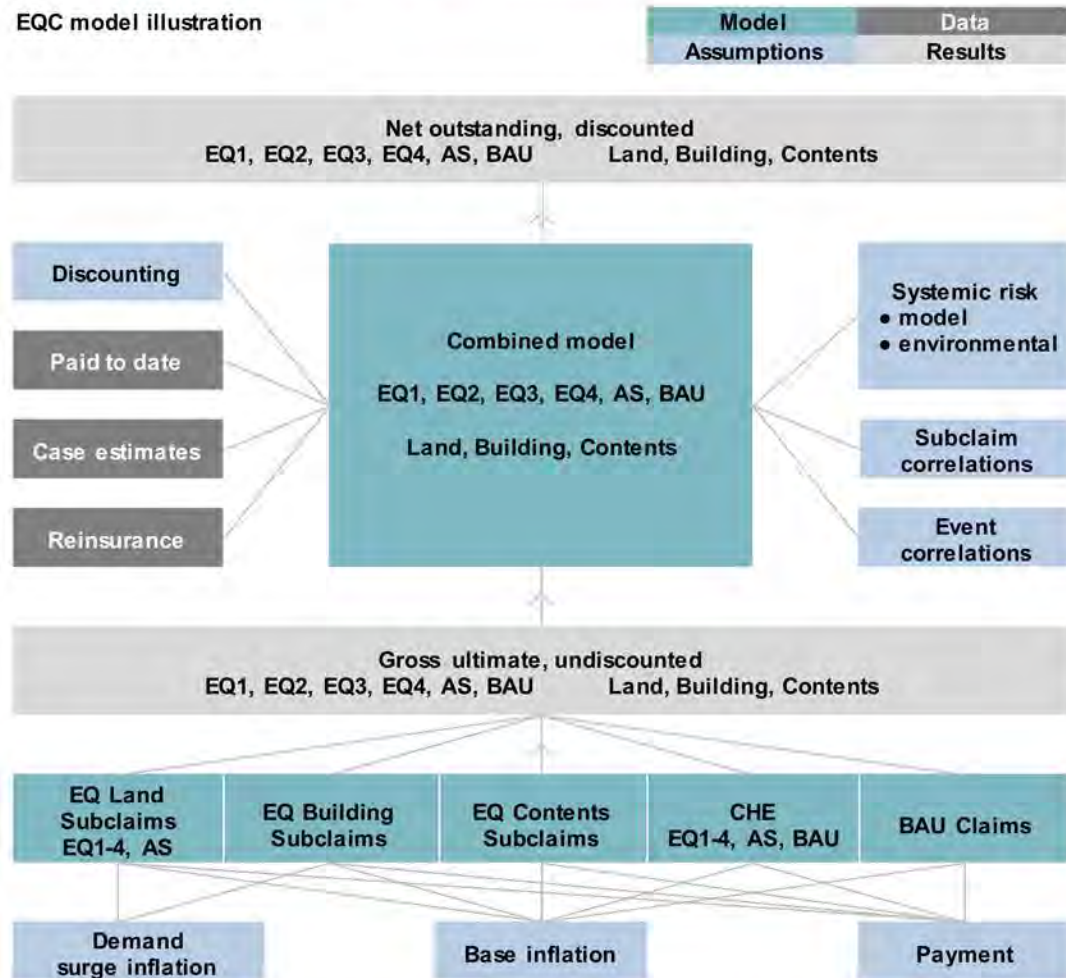 EQC model illustration
Model
Data
Assumptions
Results
Net outstanding, discounted
EQ1, EQ2, EQ3, EQ4, AS, BAU Land, Building, Contents
Discounting
Paid to date
Case estimates
Reinsurance
Combined model
EQ1, EQ2, EQ3, EQ4, AS, BAU
Land, Building, Contents
Systemic risk
● model
● environmental
Subclaim
correlations
Event
correlations
Gross ultimate, undiscounted
EQ1, EQ2, EQ3, EQ4, AS, BAU Land, Building, Contents
EQ Land
Subclaims
EQ1-4, AS
EQ Building
Subclaims
EQ Contents
Subclaims
CHE
EQ1-4, AS, BAU
BAU Claims
Demand
surge inflation
Base inflation
Payment